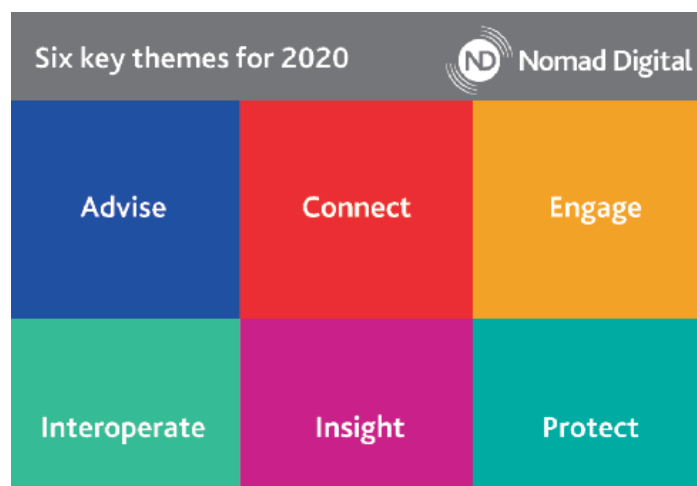 Six key themes for 2020
ND Nomad Digital
Advise
Connect
Engage
Interoperate
Insight
Protect